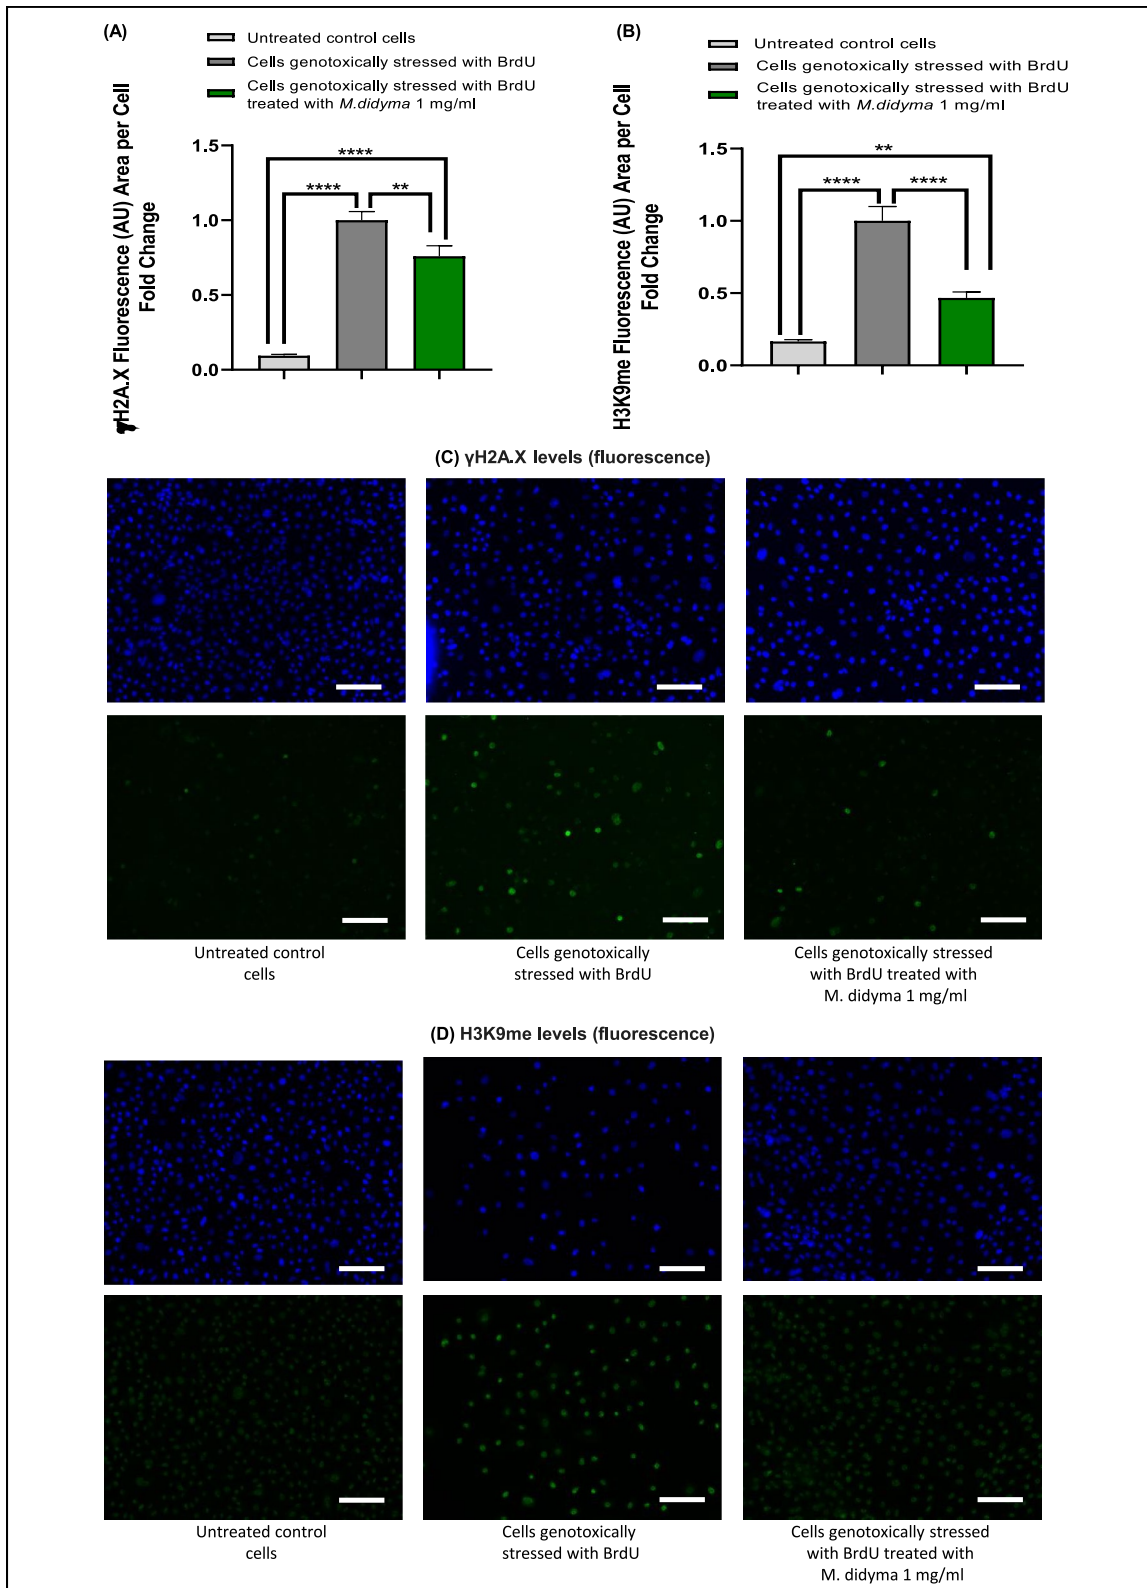 (A)
Untreated control cells
Cells genotoxically stressed with BrdU
Cells genotoxically stressed with BrdU
treated with M.didyma 1 mg/ml
γH2A.X Fluorescence (AU) Area per Cell
Fold Change
1.5
1.0
0.5
0.0
****
****
**
(B)
Untreated control cells
Cells genotoxically stressed with BrdU
Cells genotoxically stressed with BrdU
treated with M.didyma 1 mg/ml
H3K9me Fluorescence (AU) Area per Cell
Fold Change
1.5
1.0
0.5
0.0
**
****
****
(C) γH2A.X levels (fluorescence)
Untreated control
cells
Cells genotoxically
stressed with BrdU
Cells genotoxically stressed
with BrdU treated with
M. didyma 1 mg/ml
(D) H3K9me levels (fluorescence)
Untreated control
cells
Cells genotoxically
stressed with BrdU
Cells genotoxically stressed
with BrdU treated with
M. didyma 1 mg/ml